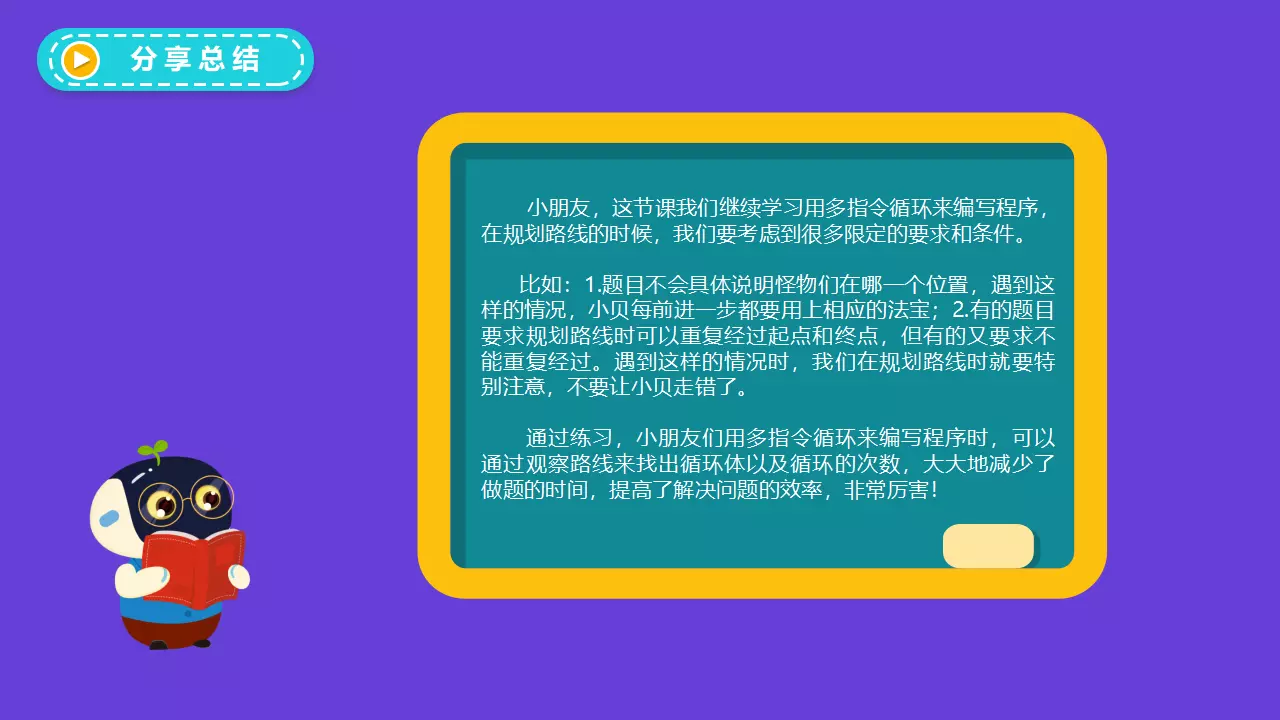 分享总结
小朋友，这节课我们继续学习用多指令循环来编写程序，
在规划路线的时候，我们要考虑到很多限定的要求和条件。
比如：1.题目不会具体说明怪物们在哪一个位置，遇到这
样的情况，小贝每前进一步都要用上相应的法宝；2.有的题目
要求规划路线时可以重复经过起点和终点，但有的又要求不
能重复经过。遇到这样的情况时，我们在规划路线时就要特
别注意，不要让小贝走错了。
通过练习，小朋友们用多指令循环来编写程序时，可以
通过观察路线来找出循环体以及循环的次数，大大地减少了
做题的时间，提高了解决问题的效率，非常厉害！